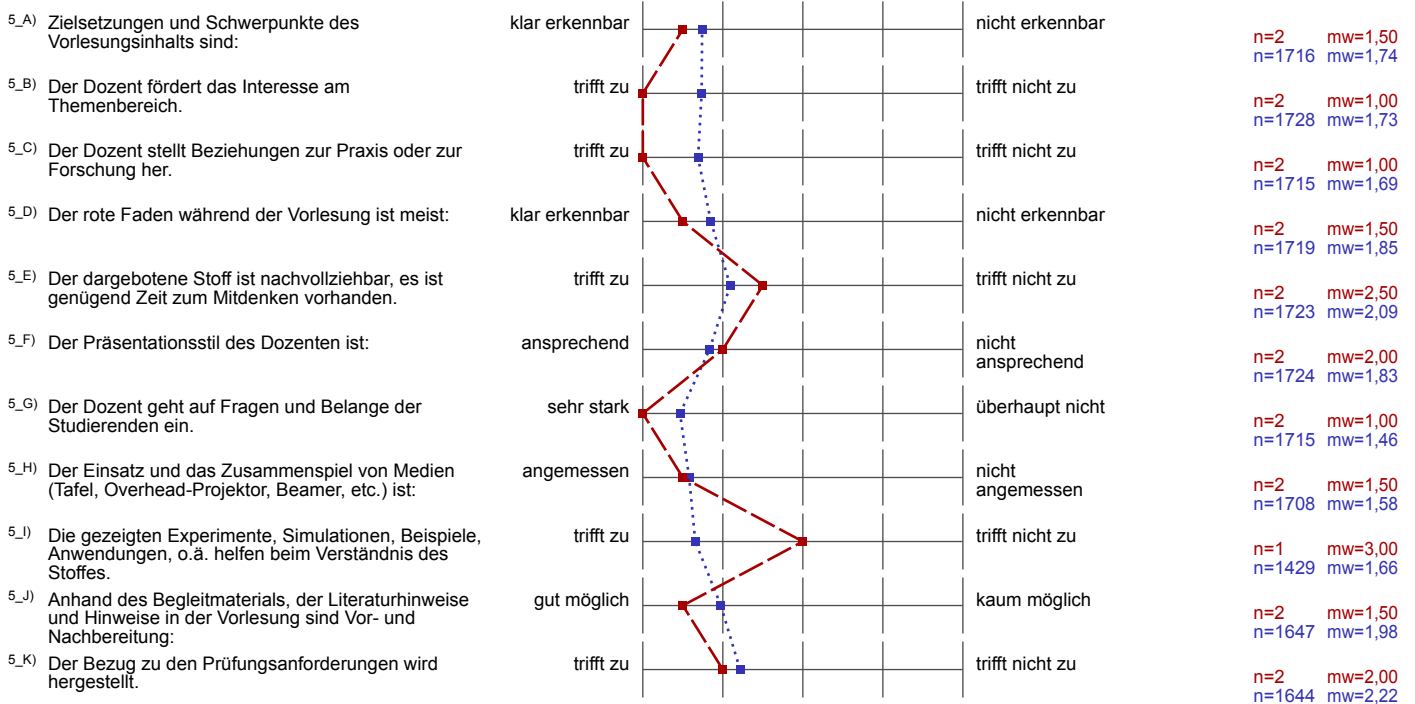 5_A) Zielsetzungen und Schwerpunkte des
Vorlesungsinhalts sind:
klar erkennbar
nicht erkennbar
n=2 mw=1,50
n=1716 mw=1,74
5_B) Der Dozent fördert das Interesse am
Themenbereich.
trifft zu
trifft nicht zu
n=2 mw=1,00
n=1728 mw=1,73
5_C) Der Dozent stellt Beziehungen zur Praxis oder zur
Forschung her.
trifft zu
trifft nicht zu
n=2 mw=1,00
n=1715 mw=1,69
5_D) Der rote Faden während der Vorlesung ist meist:
klar erkennbar
nicht erkennbar
n=2 mw=1,50
n=1719 mw=1,85
5_E) Der dargebotene Stoff ist nachvollziehbar, es ist
genügend Zeit zum Mitdenken vorhanden.
trifft zu
trifft nicht zu
n=2 mw=2,50
n=1723 mw=2,09
5_F) Der Präsentationsstil des Dozenten ist:
ansprechend
nicht
ansprechend
n=2 mw=2,00
n=1724 mw=1,83
5_G) Der Dozent geht auf Fragen und Belange der
Studierenden ein.
sehr stark
überhaupt nicht
n=2 mw=1,00
n=1715 mw=1,46
5_H) Der Einsatz und das Zusammenspiel von Medien
(Tafel, Overhead-Projektor, Beamer, etc.) ist:
angemessen
nicht
angemessen
n=2 mw=1,50
n=1708 mw=1,58
5_I) Die gezeigten Experimente, Simulationen, Beispiele,
Anwendungen, o.ä. helfen beim Verständnis des
Stoffes.
trifft zu
trifft nicht zu
n=1 mw=3,00
n=1429 mw=1,66
5_J) Anhand des Begleitmaterials, der Literaturhinweise
und Hinweise in der Vorlesung sind Vor- und
Nachbereitung:
gut möglich
kaum möglich
n=2 mw=1,50
n=1647 mw=1,98
5_K) Der Bezug zu den Prüfungsanforderungen wird
hergestellt.
trifft zu
trifft nicht zu
n=2 mw=2,00
n=1644 mw=2,22